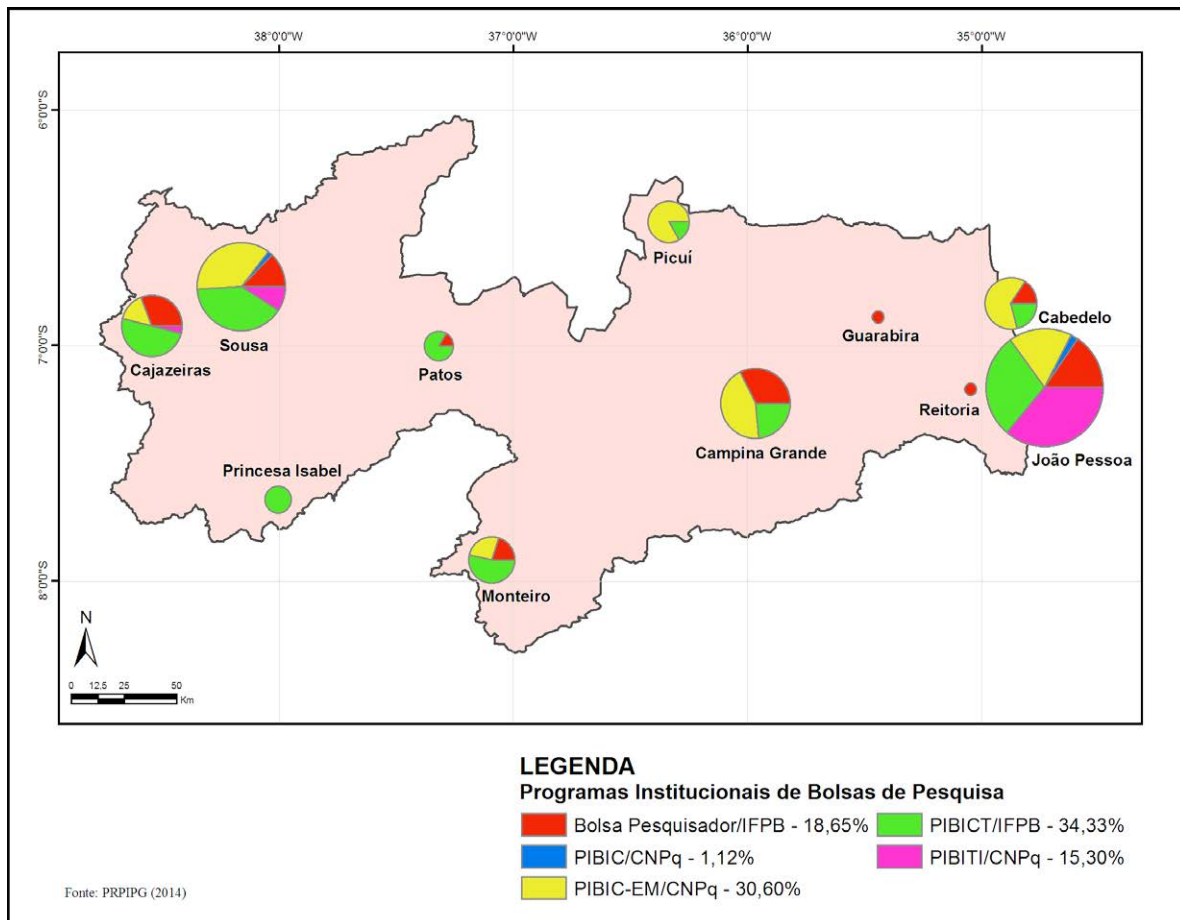 38°0'0"W 37°0'0"W 36°0'0"W 35°0'0"W
6°0'0"S
7°0'0"S
8°0'0"S
Picuí
Cabedelo
Guarabira
Sousa
Cajazeiras
Patos
Reitoria
Campina Grande
João Pessoa
Princesa Isabel
Monteiro
N
0 12,5 25 50
Km
LEGENDA
Programas Institucionais de Bolsas de Pesquisa
Bolsa Pesquisador/IFPB - 18,65%
PIBIC/CNPq - 1,12%
PIBIC-EM/CNPq - 30,60%
PIBICT/IFPB - 34,33%
PIBITI/CNPq - 15,30%
Fonte: PRPIPG (2014)